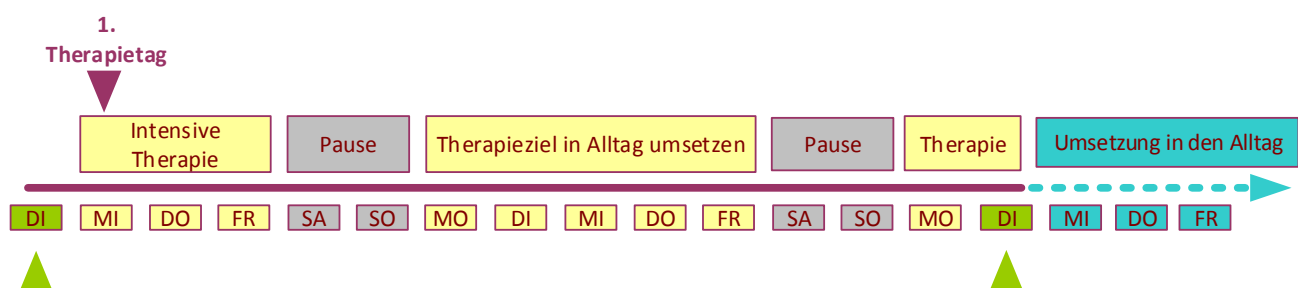 1.
Therapietag
Intensive
Therapie
Pause
Therapieziel in Alltag umsetzen
Pause
Therapie
Umsetzung in den Alltag
DI MI DO FR SA SO MO DI MI DO FR SA SO MO DI MI DO FR